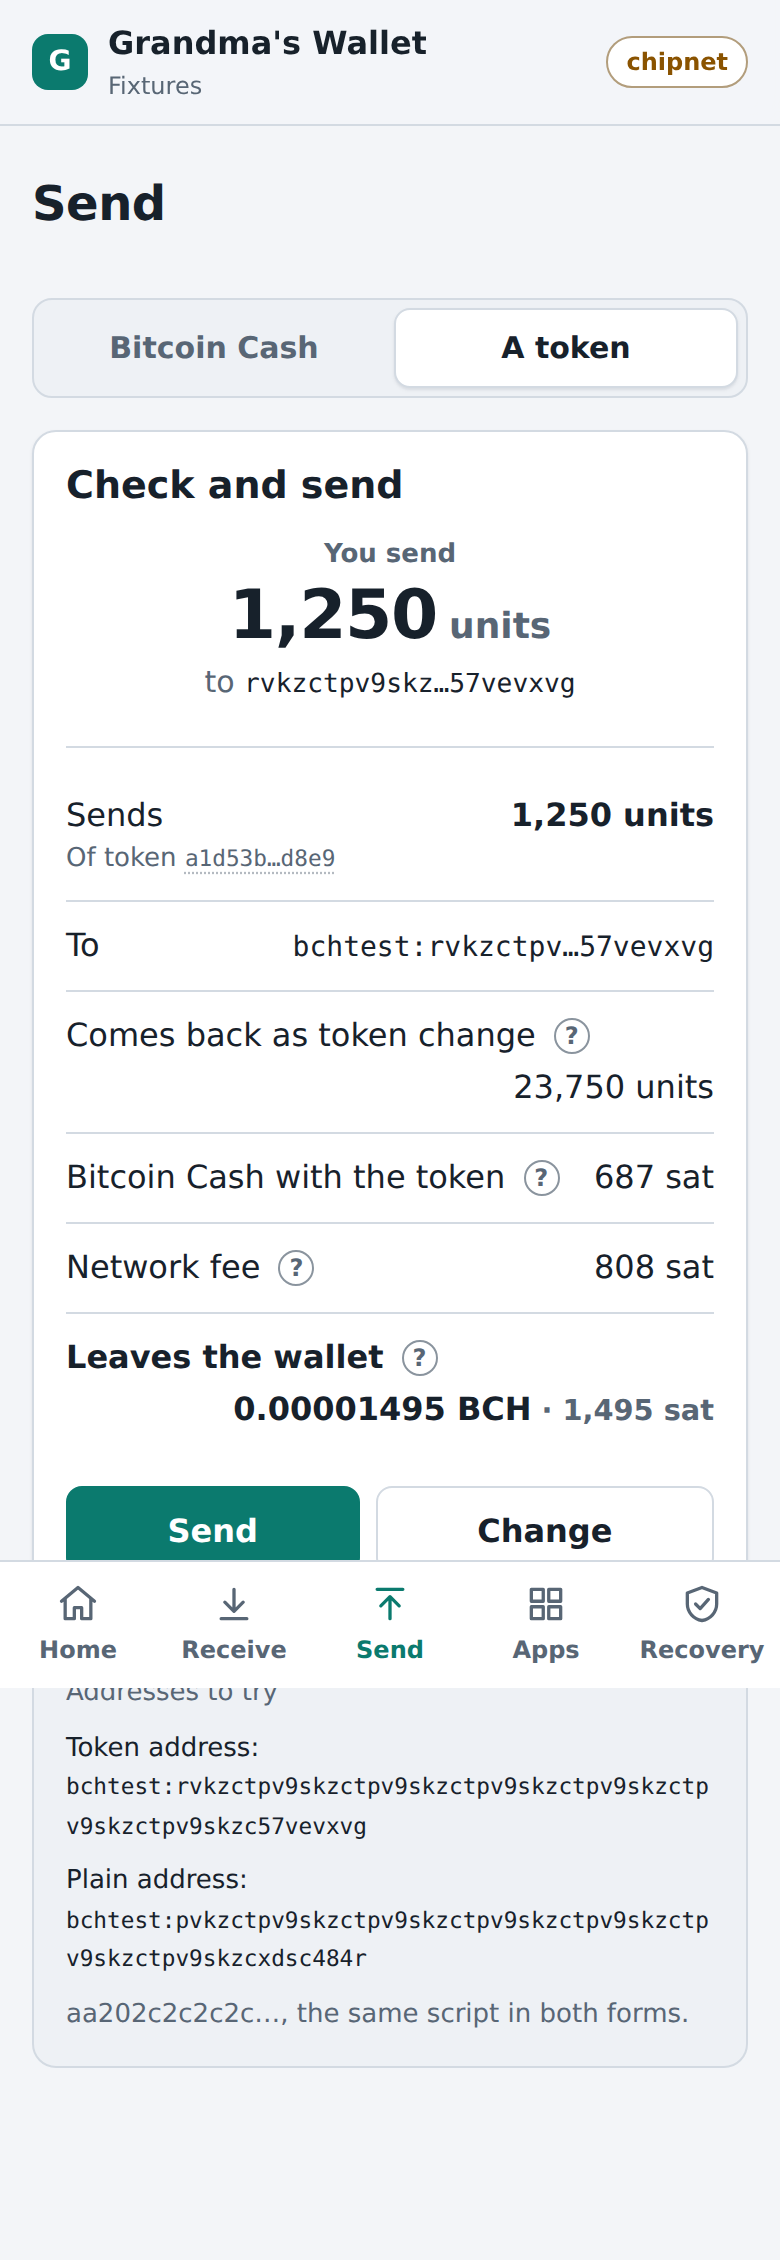 G
Grandma's Wallet
Fixtures
chipnet
Send
Bitcoin Cash
A token
Check and send
You send
1,250 units
to rvkzctpv9skz…57vevxvg
Sends
1,250 units
Of token a1d53b…d8e9
To
bchtest:rvkzctpv…57vevxvg
Comes back as token change ?
23,750 units
Bitcoin Cash with the token ? 687 sat
Network fee ? 808 sat
Leaves the wallet ?
0.00001495 BCH · 1,495 sat
Send
Change
Home
Receive
Send
Apps
Recovery
Addresses to try
Token address:
bchtest:rvkzctpv9skzctpv9skzctpv9skzctpv9skzctp
v9skzctpv9skzc57vevxvg
Plain address:
bchtest:pvkzctpv9skzctpv9skzctpv9skzctpv9skzctp
v9skzctpv9skzcxdsc484r
aa202c2c2c2c…, the same script in both forms.